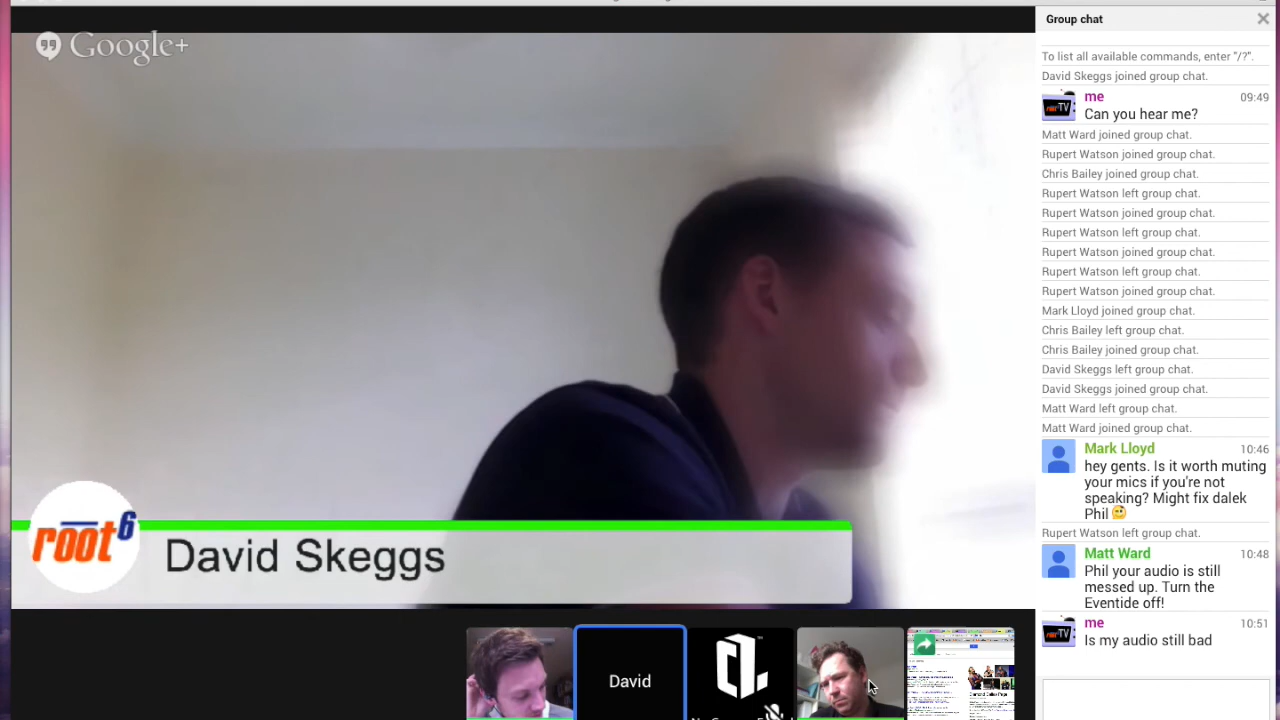 Google+
root6
David Skeggs
David
Group chat
To list all available commands, enter "/?".
David Skeggs joined group chat.
me 09:49
Can you hear me?
Matt Ward joined group chat.
Rupert Watson joined group chat.
Chris Bailey joined group chat.
Rupert Watson left group chat.
Rupert Watson joined group chat.
Rupert Watson left group chat.
Rupert Watson joined group chat.
Rupert Watson left group chat.
Rupert Watson joined group chat.
Mark Lloyd joined group chat.
Chris Bailey left group chat.
Chris Bailey joined group chat.
David Skeggs left group chat.
David Skeggs joined group chat.
Matt Ward left group chat.
Matt Ward joined group chat.
Mark Lloyd 10:46
hey gents. Is it worth muting
your mics if you're not
speaking? Might fix dalek
Phil
Rupert Watson left group chat.
Matt Ward 10:48
Phil your audio is still
messed up. Turn the
Eventide off!
me 10:51
my audio still bad